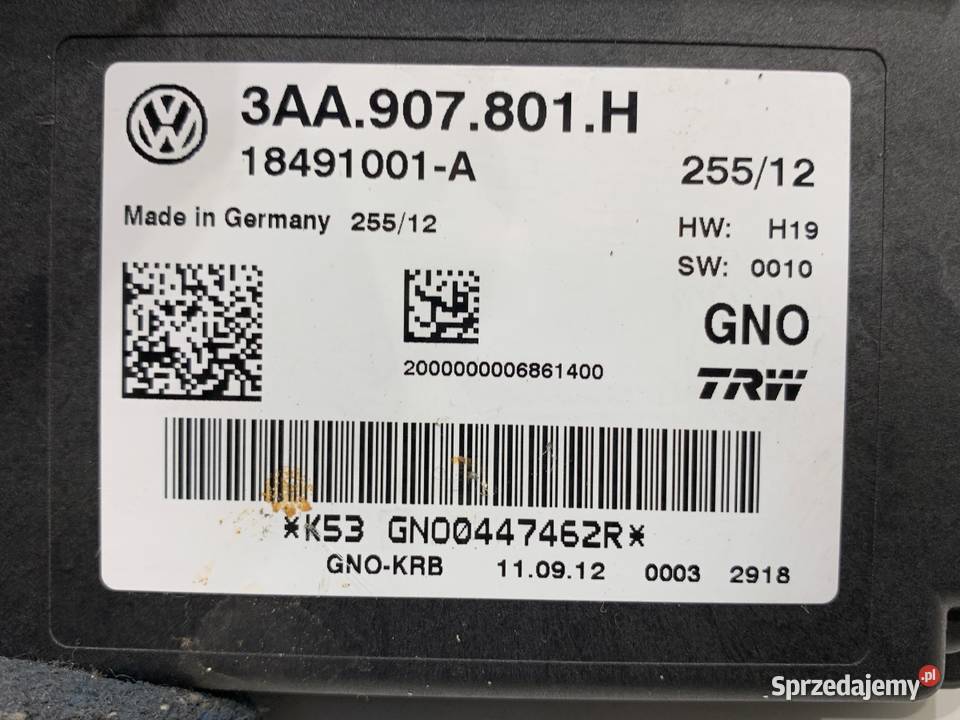 3AA.907.801.H
18491001-A
255/12
Made in Germany 255/12
HW: H19
SW: 0010
GNO
TRW
2000000006861400
*K53 GNO0447462R*
GNO-KRB 11.09.12 0003 2918
Sprzedajemy.pl